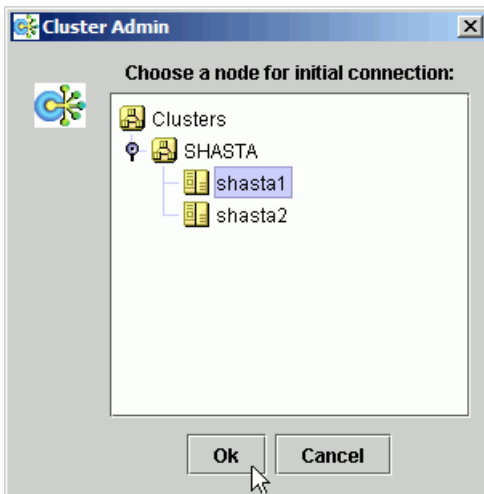 Cluster Admin
Choose a node for initial connection:
Clusters
SHASTA
shasta1
shasta2
Ok Cancel